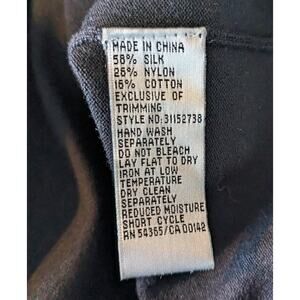 MADE IN CHINA
58% SILK
26% NYLON
16% COTTON
EXCLUSIVE OF
TRIMMING
STYLE NO:31152738
HAND WASH
SEPARATELY
DO NOT BLEACH
LAY FLAT TO DRY
IRON AT LOW
TEMPERATURE
DRY CLEAN
SEPARATELY
REDUCED MOISTURE
SHORT CYCLE
RN 54365/CA 00142